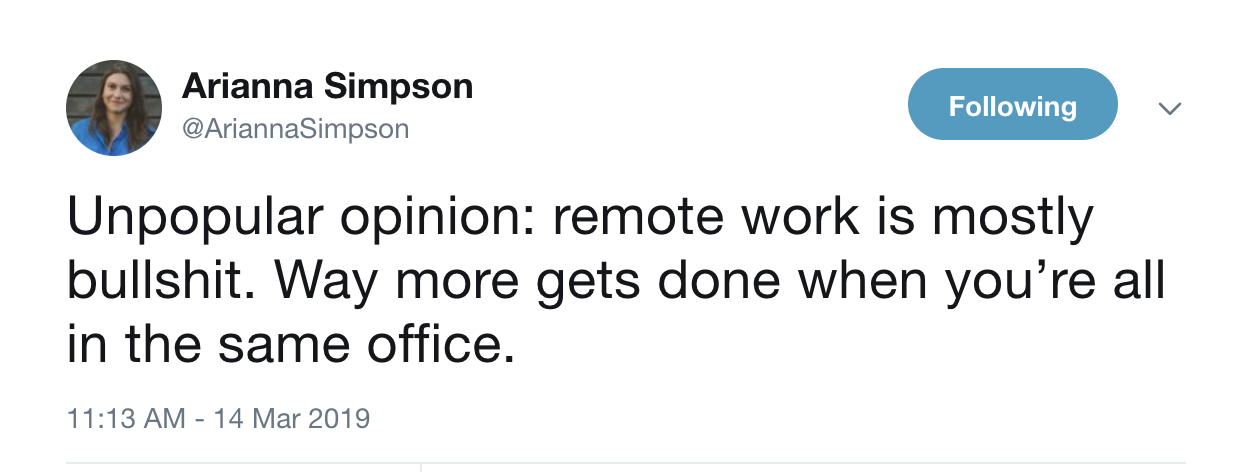 Arianna Simpson
@AriannaSimpson
Following
Unpopular opinion: remote work is mostly
bullshit. Way more gets done when you’re all
in the same office.
11:13 AM - 14 Mar 2019